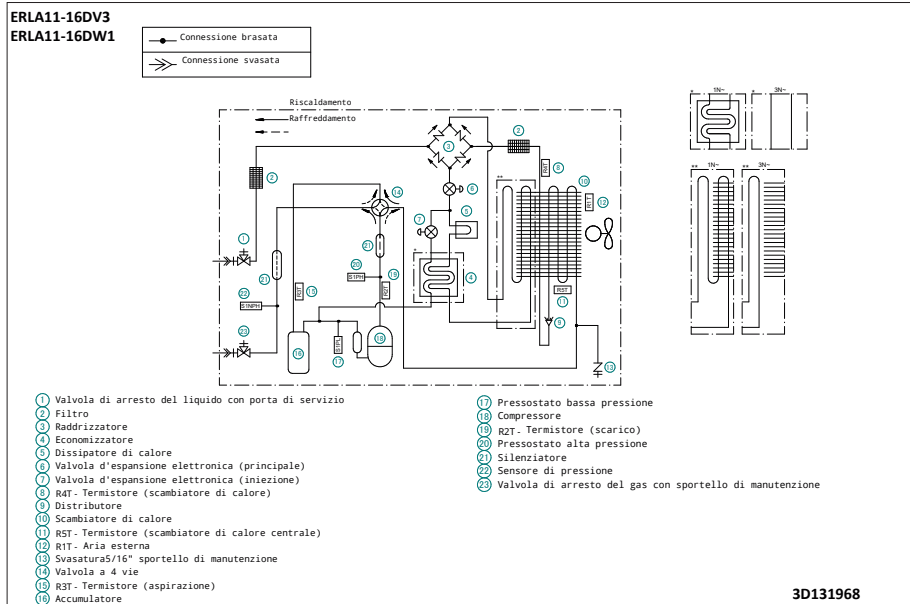 ERLA11-16DV3
ERLA11-16DW1
Connessione brasata
Connessione svasata
Riscaldamento
Raffreddamento
* 1N~
* 3N~
** 1N~
** 3N~
**
*
R4T
R1T
R5T
R3T
R2T
S1PH
S1NPH
S1PL
1 Valvola di arresto del liquido con porta di servizio
2 Filtro
3 Raddrizzatore
4 Economizzatore
5 Dissipatore di calore
6 Valvola d'espansione elettronica (principale)
7 Valvola d'espansione elettronica (iniezione)
8 R4T- Termistore (scambiatore di calore)
9 Distributore
10 Scambiatore di calore
11 R5T- Termistore (scambiatore di calore centrale)
12 R1T- Aria esterna
13 Svasatura5/16" sportello di manutenzione
14 Valvola a 4 vie
15 R3T- Termistore (aspirazione)
16 Accumulatore
17 Pressostato bassa pressione
18 Compressore
19 R2T- Termistore (scarico)
20 Pressostato alta pressione
21 Silenziatore
22 Sensore di pressione
23 Valvola di arresto del gas con sportello di manutenzione
3D131968